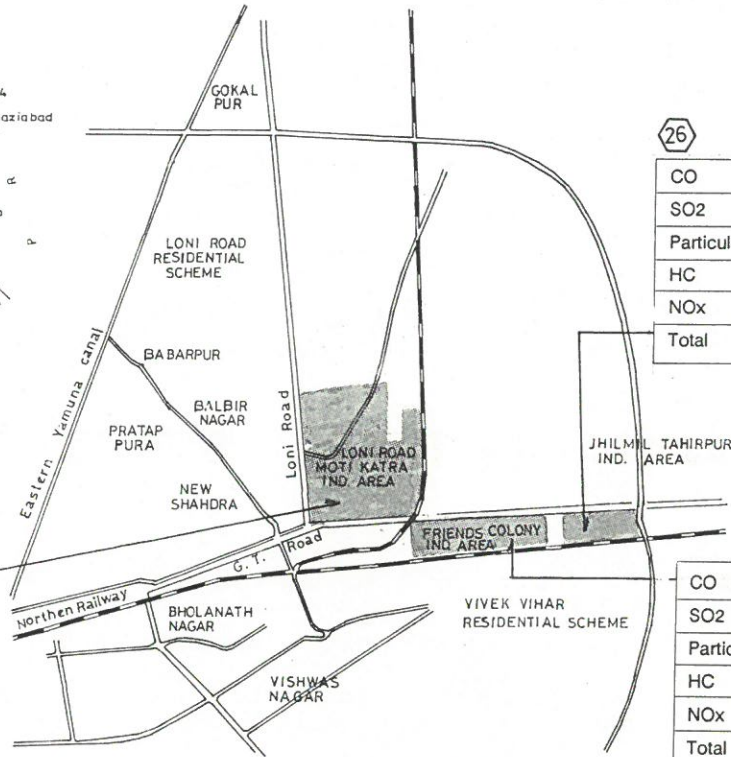 4
aziabad
R
P
GOKAL
PUR
LONI ROAD
RESIDENTIAL
SCHEME
BABARPUR
BALBIR
NAGAR
PRATAP
PURA
NEW
SHAHDRA
Eastern Yamuna canal
Loni Road
LONI ROAD
MOTI KATRA
IND. AREA
26
CO
SO2
Particul
HC
NOx
Total
JHILMIL TAHIRPUR
IND. AREA
FRIENDS COLONY
IND AREA
G. T. Road
Northen Railway
BHOLANATH
NAGAR
VISHWAS
NAGAR
VIVEK VIHAR
RESIDENTIAL SCHEME
CO
SO2
Partic
HC
NOx
Total